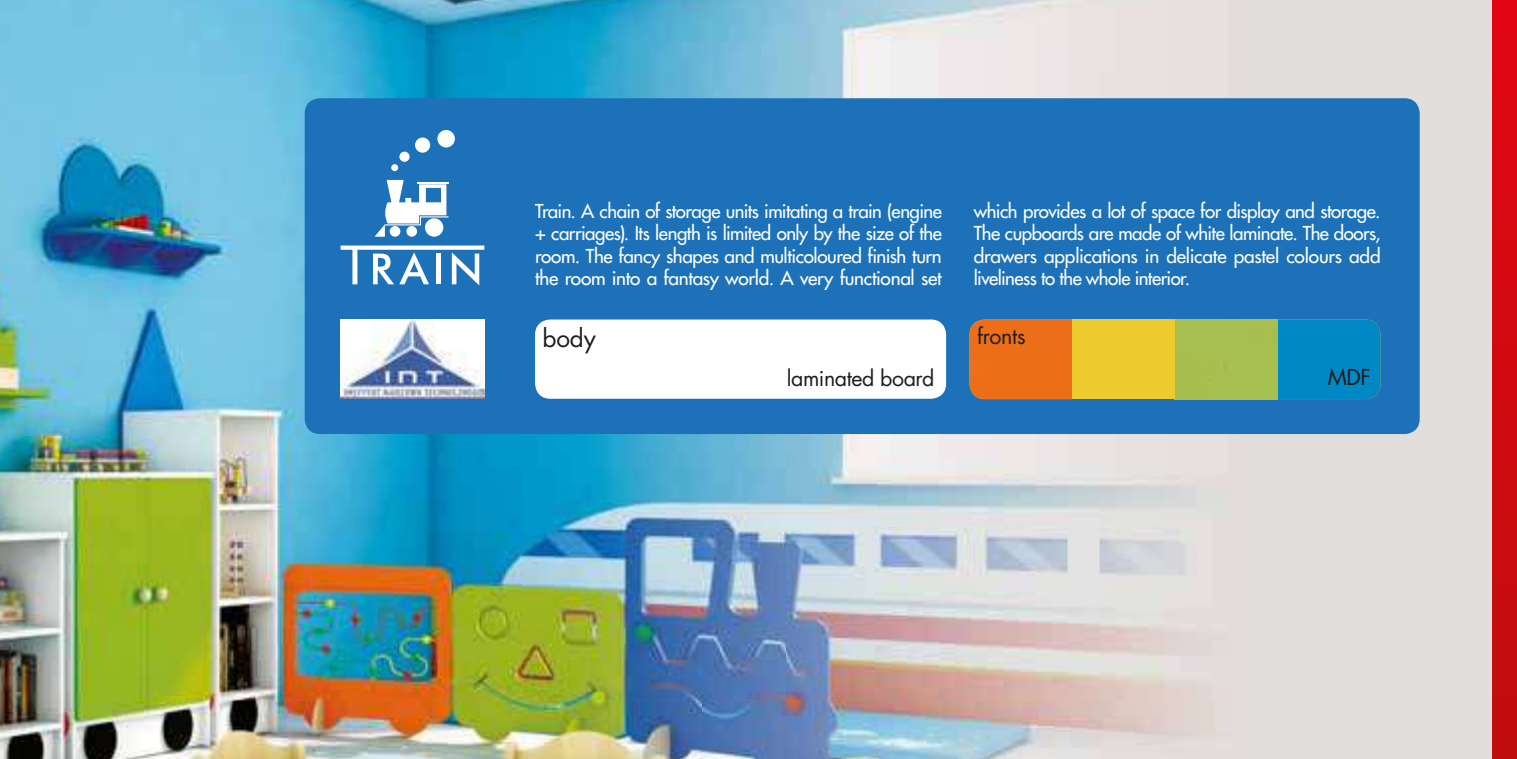 TRAIN
Train. A chain of storage units imitating a train (engine
+ carriages). Its length is limited only by the size of the
room. The fancy shapes and multicoloured finish turn
the room into a fantasy world. A very functional set
which provides a lot of space for display and storage.
The cupboards are made of white laminate. The doors,
drawers applications in delicate pastel colours add
liveliness to the whole interior.
INT
body
laminated board
fronts
MDF